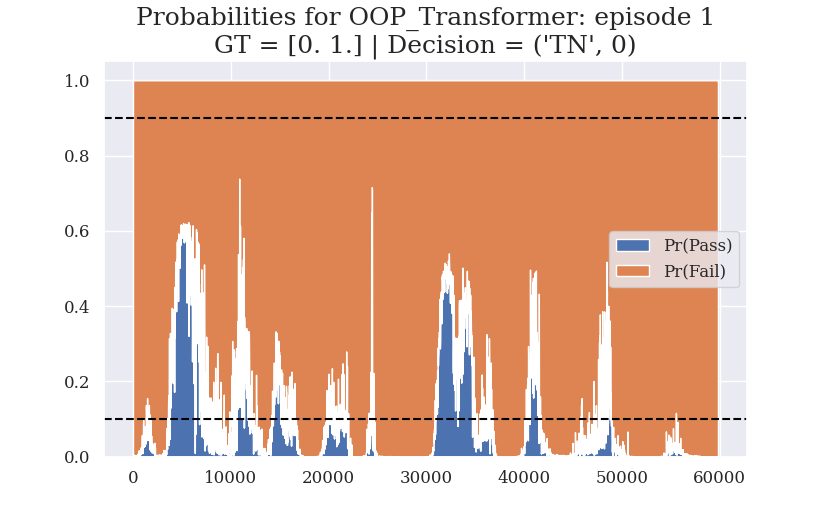 Probabilities for OOP_Transformer: episode 1
GT = [0. 1.] | Decision = ('TN', 0)
1.0
0.8
0.6
0.4
0.2
0.0
Pr(Pass)
Pr(Fail)
0 10000 20000 30000 40000 50000 60000